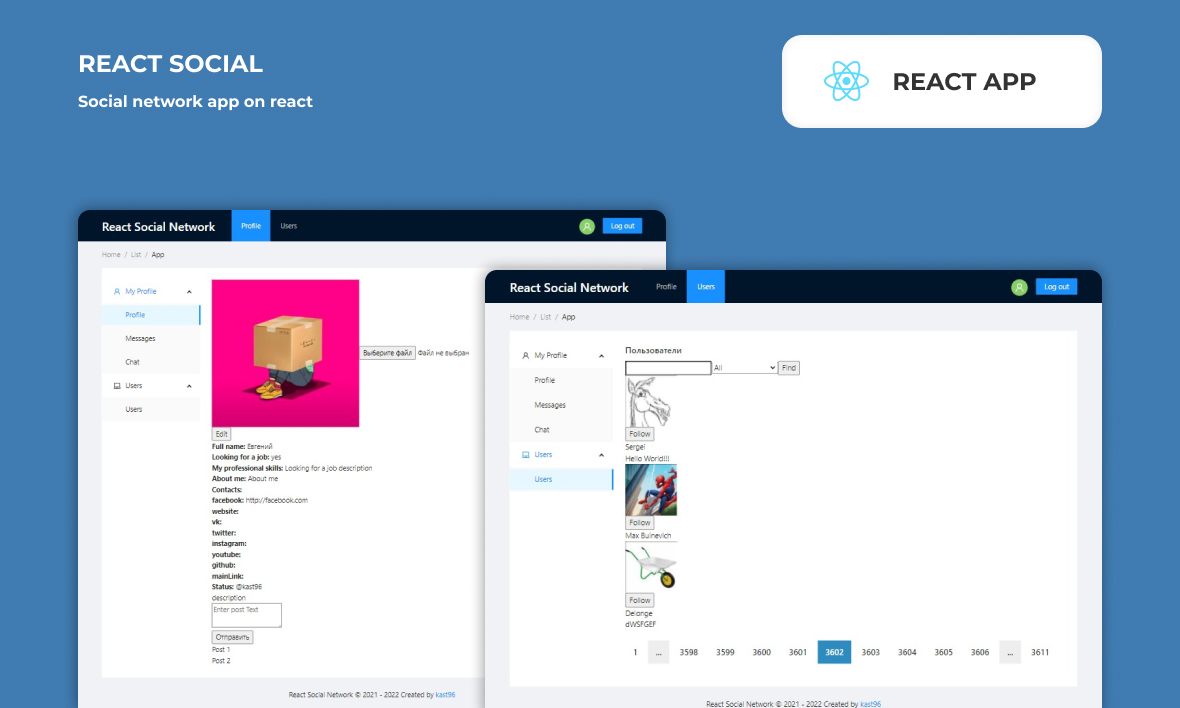 REACT SOCIAL
Social network app on react
REACT APP
React Social Network
Profile
Users
Log out
Home / List / App
My Profile
Profile
Messages
Chat
Users
Users
Выберите файл Файл не выбран
Edit
Full name: Евгений
Looking for a job: yes
My professional skills: Looking for a job description
About me: About me
Contacts:
facebook: http://facebook.com
website:
vk:
twitter:
instagram:
youtube:
github:
mainLink:
Status: @kast96
description
Enter post Text
Отправить
Post 1
Post 2
React Social Network © 2021 - 2022 Created by kast96
React Social Network
Profile
Users
Log out
Home / List / App
My Profile
Profile
Messages
Chat
Users
Users
Пользователи
All
Find
Follow
Sergei
Hello World!!!
Follow
Max Bulnevich
Follow
Delonge
dWSFGEF
1 ... 3598 3599 3600 3601 3602 3603 3604 3605 3606 ... 3611
React Social Network © 2021 - 2022 Created by kast96